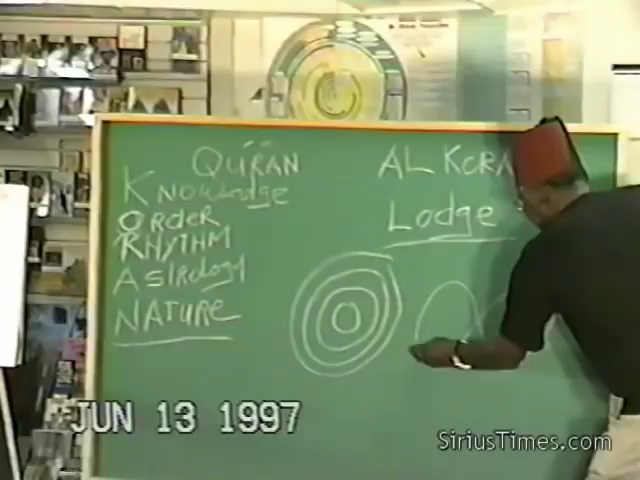 QURAN
AL KORA
KNOWLEdge
ORdER
RHYTHM
Lodge
ASTROlOgY
NATURe
JUN 13 1997
SiriusTimes.com